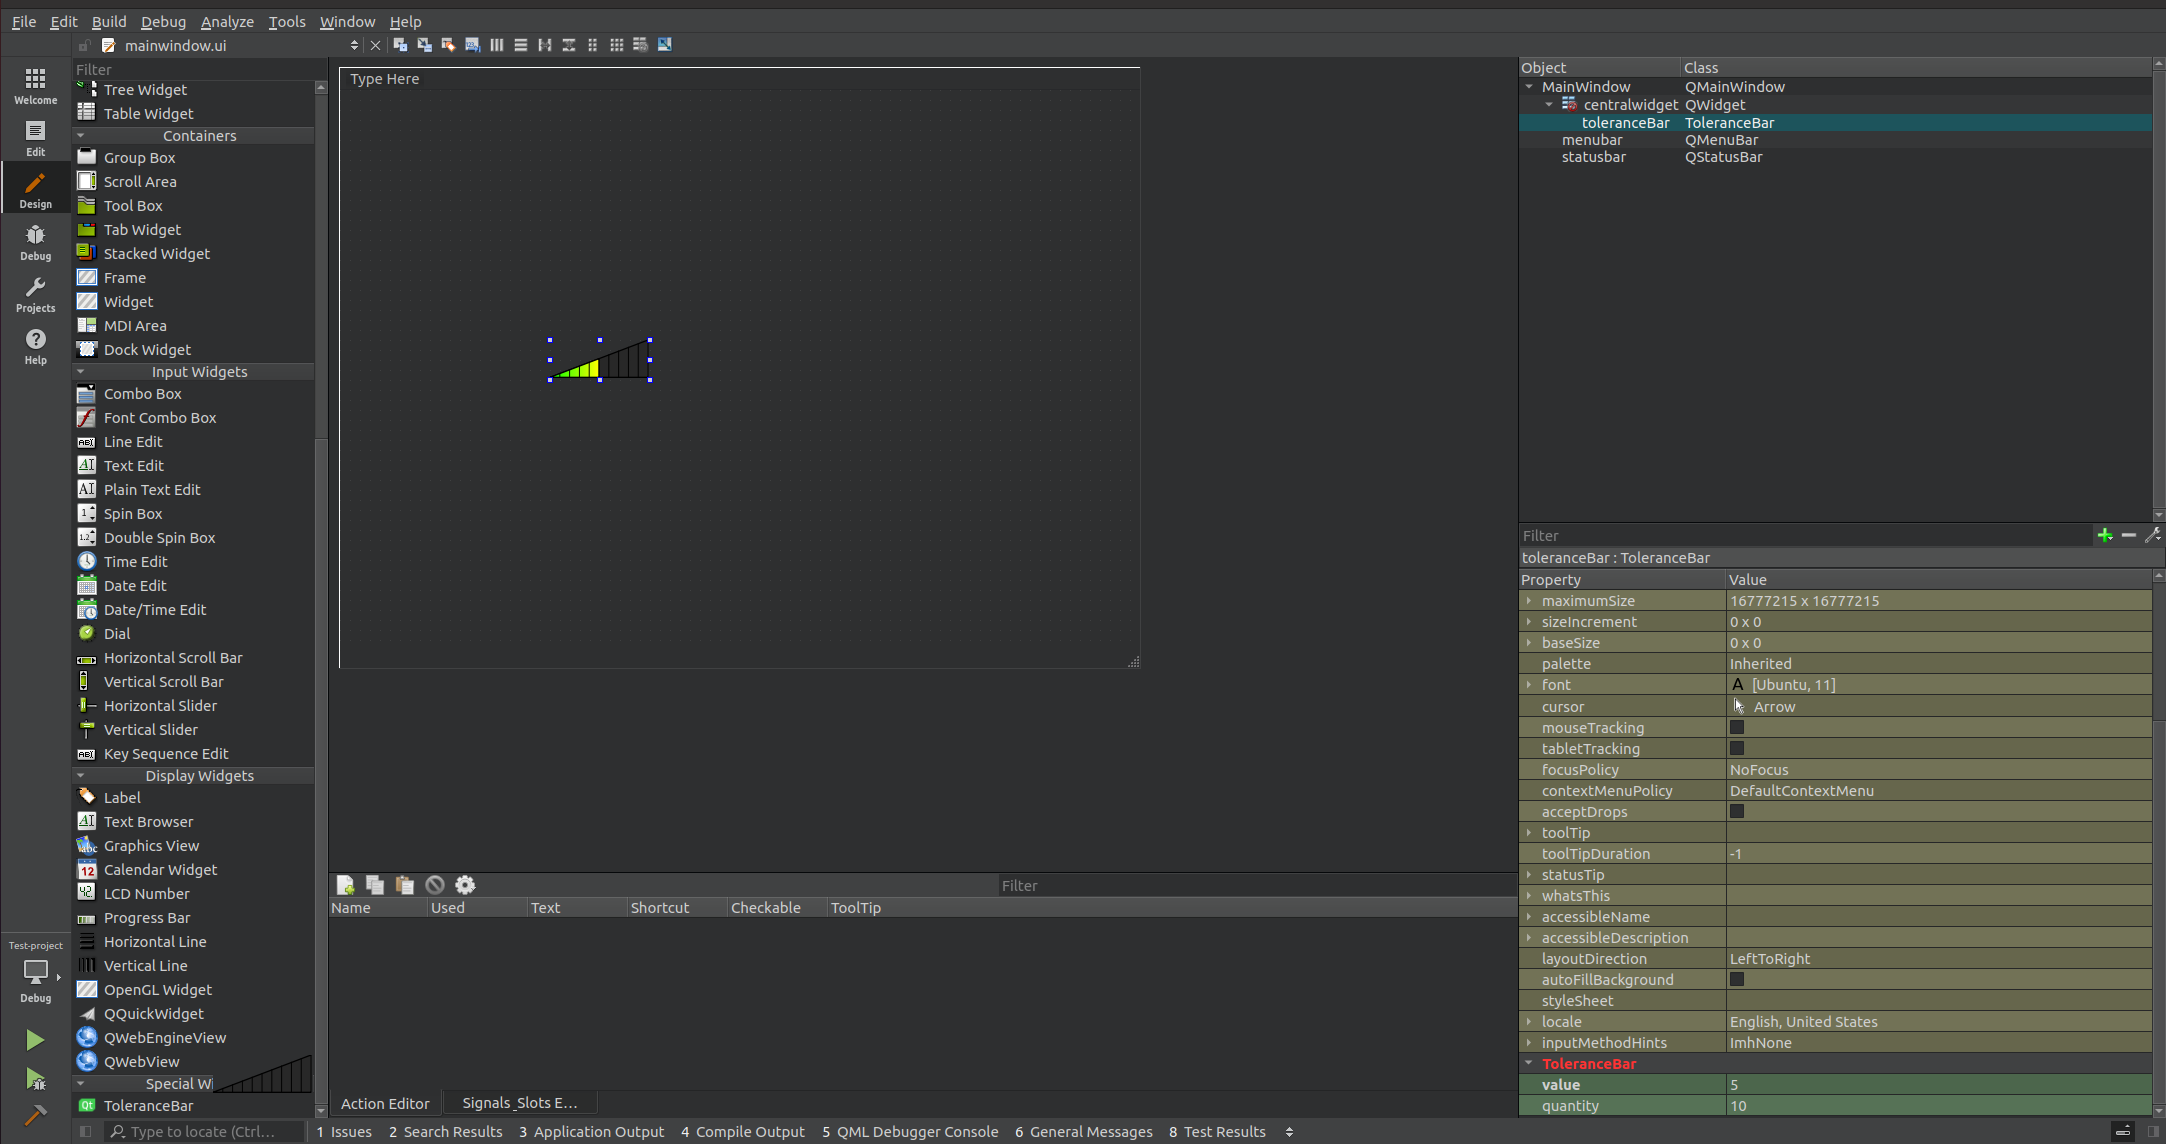 File Edit Build Debug Analyze Tools Window Help
mainwindow.ui
Welcome
Edit
Design
Debug
Projects
Help
Test-project
Debug
Filter
Tree Widget
Table Widget
Containers
Group Box
Scroll Area
Tool Box
Tab Widget
Stacked Widget
Frame
Widget
MDI Area
Dock Widget
Input Widgets
Combo Box
Font Combo Box
Line Edit
Text Edit
Plain Text Edit
Spin Box
Double Spin Box
Time Edit
Date Edit
Date/Time Edit
Dial
Horizontal Scroll Bar
Vertical Scroll Bar
Horizontal Slider
Vertical Slider
Key Sequence Edit
Display Widgets
Label
Text Browser
Graphics View
Calendar Widget
LCD Number
Progress Bar
Horizontal Line
Vertical Line
OpenGL Widget
QQuickWidget
QWebEngineView
QWebView
Special Wi
ToleranceBar
Type Here
Filter
Name Used Text Shortcut Checkable ToolTip
Action Editor Signals_Slots E...
Object Class
MainWindow QMainWindow
centralwidget QWidget
toleranceBar ToleranceBar
menubar QMenuBar
statusbar QStatusBar
Filter
toleranceBar : ToleranceBar
Property Value
maximumSize 16777215 x 16777215
sizeIncrement 0 x 0
baseSize 0 x 0
palette Inherited
font A [Ubuntu, 11]
cursor Arrow
mouseTracking
tabletTracking
focusPolicy NoFocus
contextMenuPolicy DefaultContextMenu
acceptDrops
toolTip
toolTipDuration -1
statusTip
whatsThis
accessibleName
accessibleDescription
layoutDirection LeftToRight
autoFillBackground
styleSheet
locale English, United States
inputMethodHints ImhNone
ToleranceBar
value 5
quantity 10
Type to locate (Ctrl... 1 Issues 2 Search Results 3 Application Output 4 Compile Output 5 QML Debugger Console 6 General Messages 8 Test Results